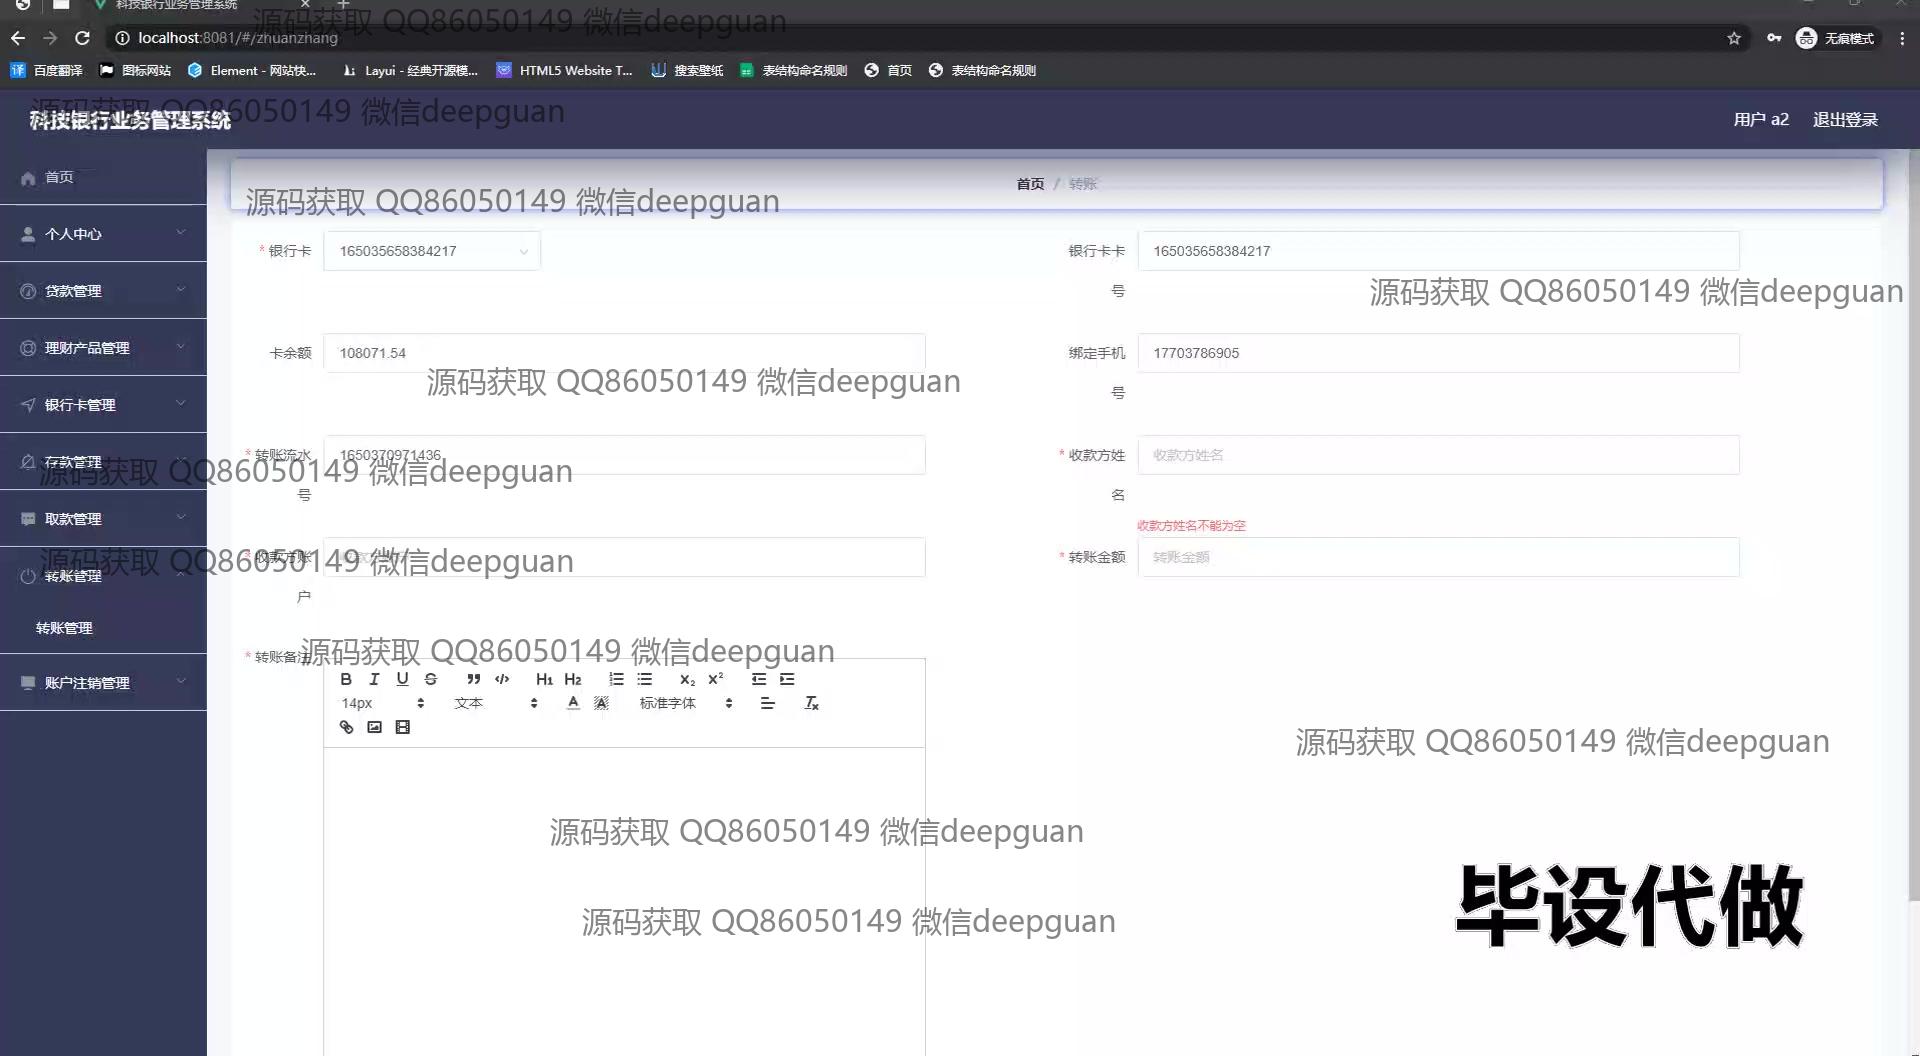 科技银行业务管理系统
源码获取 QQ86050149 微信deepguan
localhost:8081/#/zhuanzhang
无痕模式
百度翻译
图标网站
Element - 网站快...
Layui - 经典开源模...
HTML5 Website T...
搜索壁纸
表结构命名规则
首页
表结构命名规则
源码获取 QQ86050149 微信deepguan
科技银行业务管理系统
用户 a2
退出登录
首页
个人中心
贷款管理
理财产品管理
银行卡管理
存款管理
取款管理
转账管理
转账管理
账户注销管理
首页 / 转账
源码获取 QQ86050149 微信deepguan
* 银行卡
165035658384217
银行卡卡号
165035658384217
源码获取 QQ86050149 微信deepguan
卡余额
108071.54
绑定手机号
17703786905
源码获取 QQ86050149 微信deepguan
* 转账流水号
1650370971436
* 收款方姓名
收款方姓名
源码获取 QQ86050149 微信deepguan
收款方姓名不能为空
* 收款方账户
* 转账金额
转账金额
源码获取 QQ86050149 微信deepguan
* 转账备注
源码获取 QQ86050149 微信deepguan
B I U S ” </> H1 H2 X2 X2
14px 文本 A A 标准字体 Tx
源码获取 QQ86050149 微信deepguan
源码获取 QQ86050149 微信deepguan
毕设代做
源码获取 QQ86050149 微信deepguan